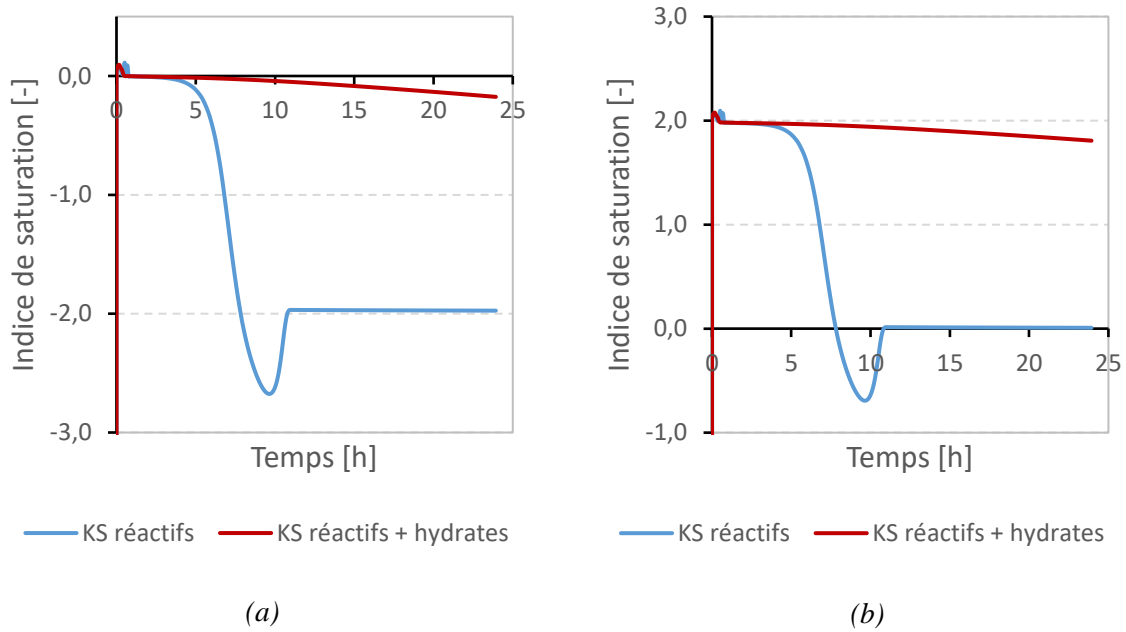 Indice de saturation [-]
0,0
-1,0
-2,0
-3,0
0 5 10 15 20 25
Temps [h]
KS réactifs KS réactifs + hydrates
(a)
Indice de saturation [-]
3,0
2,0
1,0
0,0
-1,0
0 5 10 15 20 25
Temps [h]
KS réactifs KS réactifs + hydrates
(b)